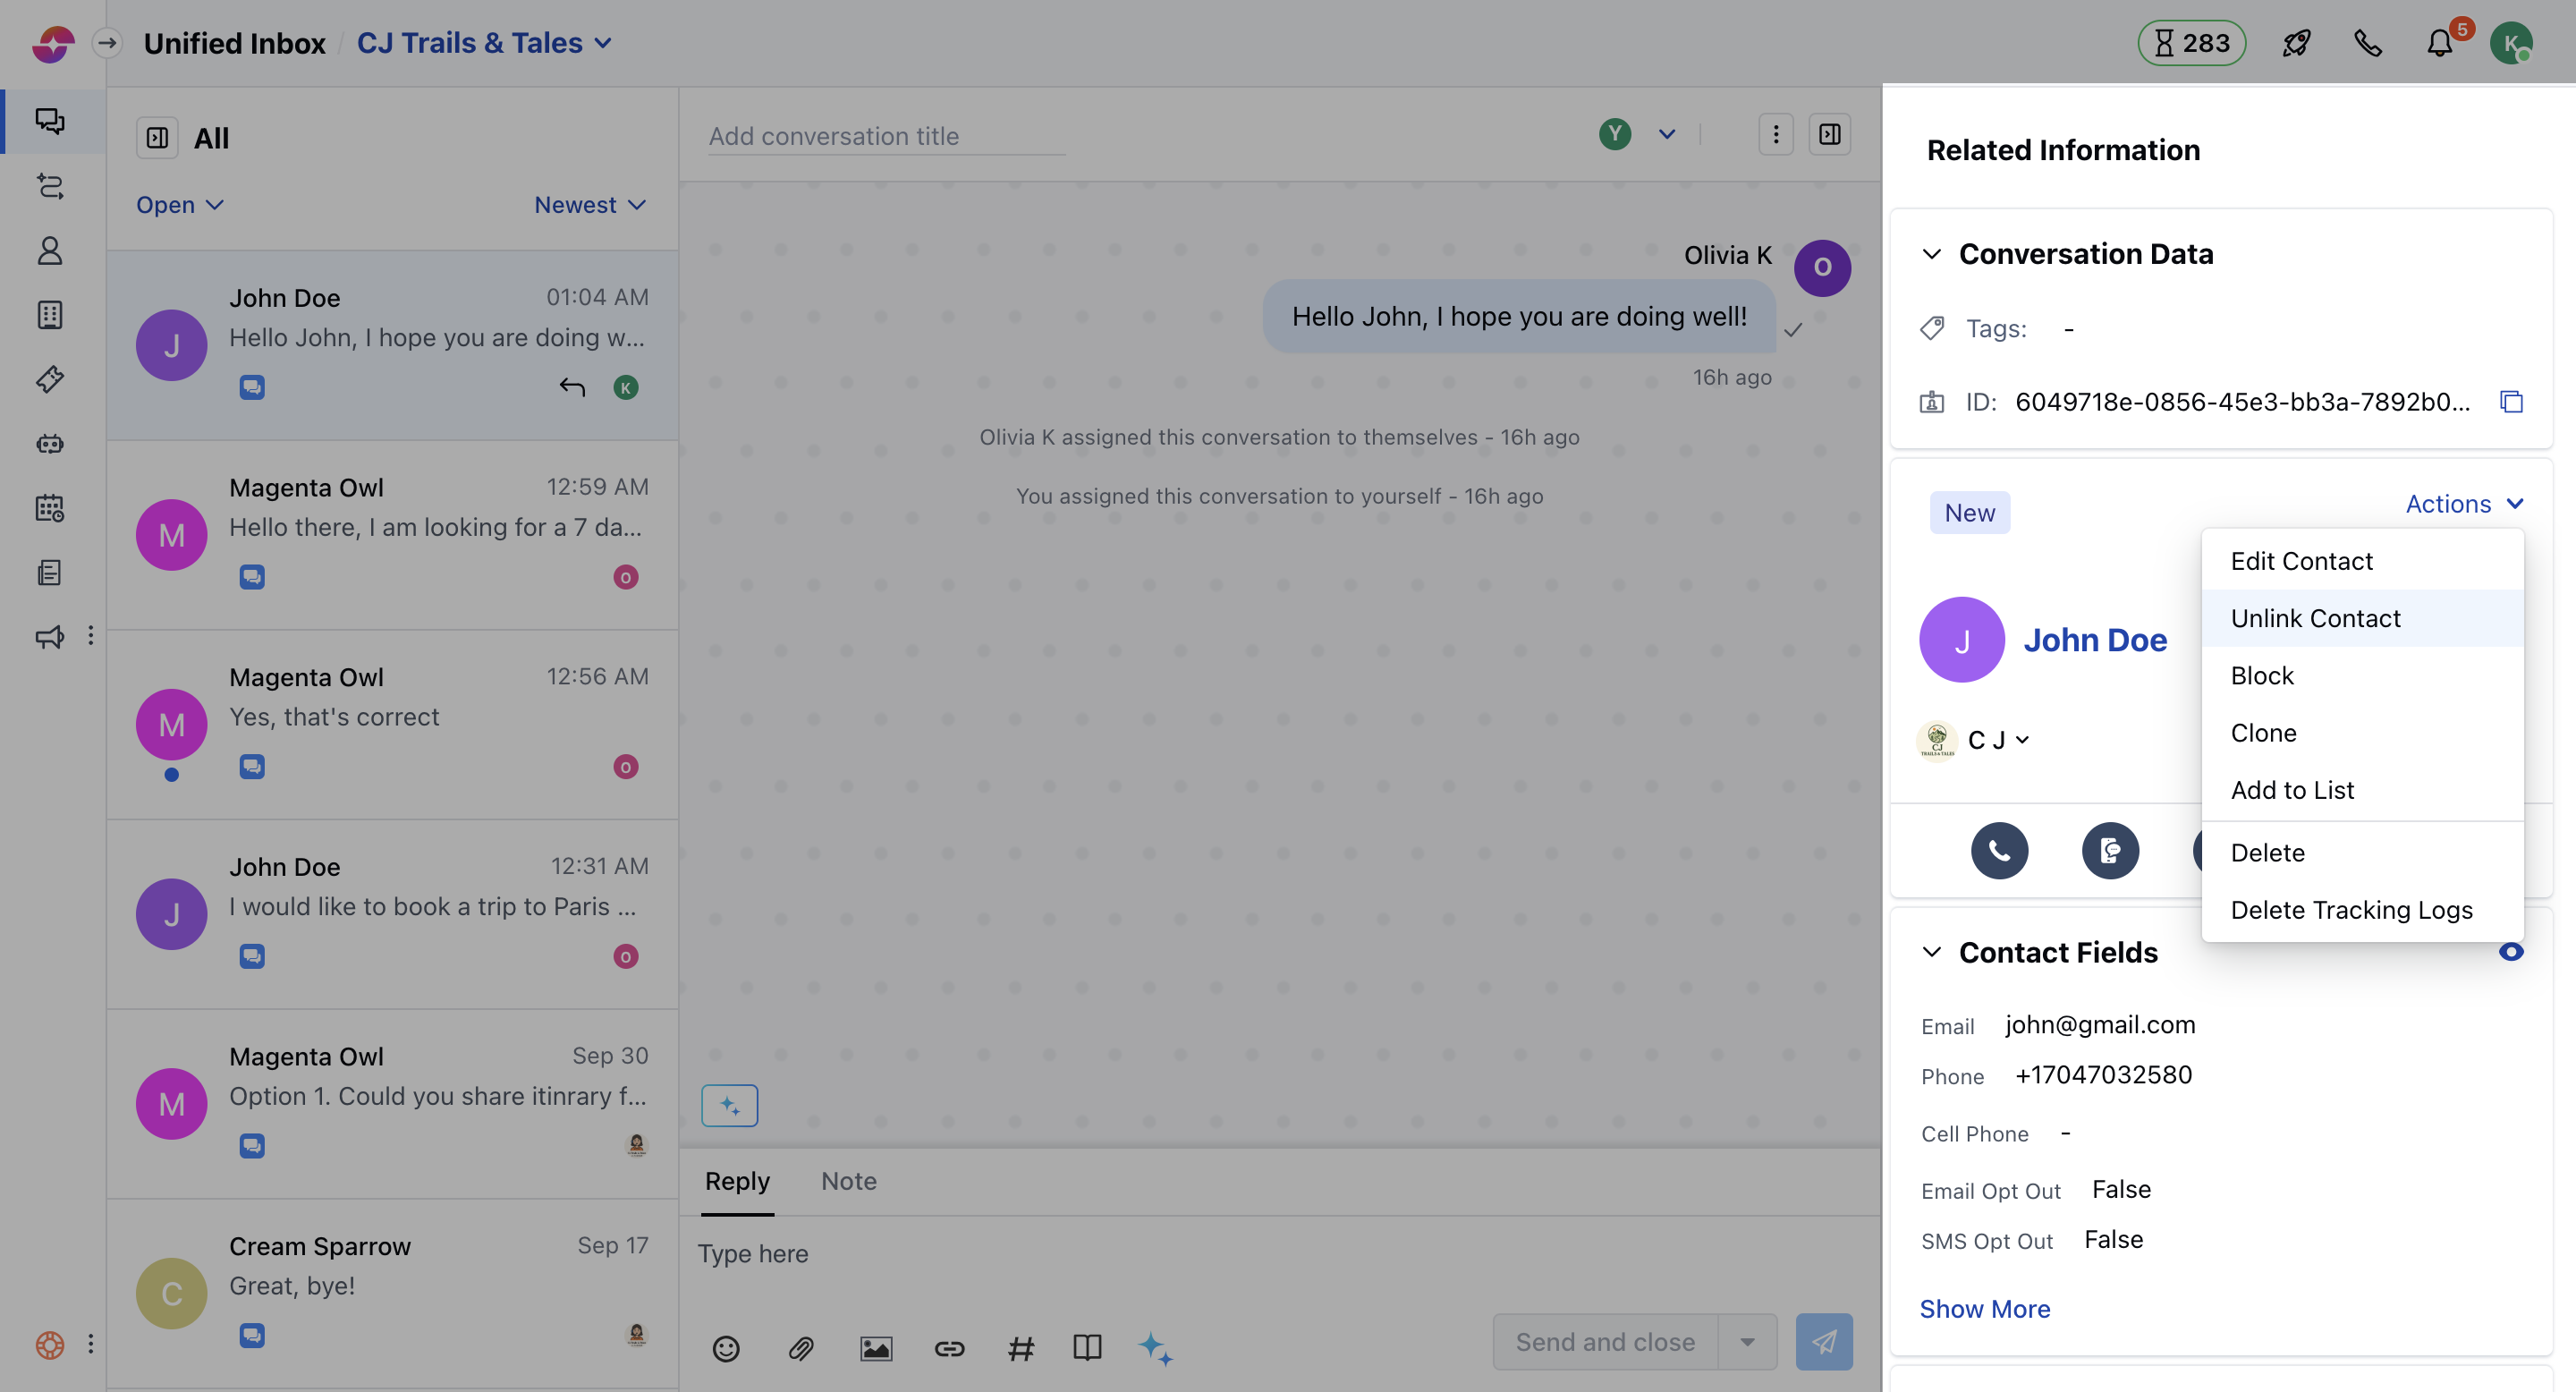 Unified Inbox / CJ Trails & Tales
283
5
K
All
Open
Newest
J
John Doe
01:04 AM
Hello John, I hope you are doing w...
K
M
Magenta Owl
12:59 AM
Hello there, I am looking for a 7 da...
O
M
Magenta Owl
12:56 AM
Yes, that's correct
O
J
John Doe
12:31 AM
I would like to book a trip to Paris ...
O
M
Magenta Owl
Sep 30
Option 1. Could you share itinrary f...
C
Cream Sparrow
Sep 17
Great, bye!
Add conversation title
Y
Olivia K
O
Hello John, I hope you are doing well!
16h ago
Olivia K assigned this conversation to themselves - 16h ago
You assigned this conversation to yourself - 16h ago
Reply
Note
Type here
Send and close
Related Information
Conversation Data
Tags: -
ID: 6049718e-0856-45e3-bb3a-7892b0...
New
Actions
Edit Contact
Unlink Contact
Block
Clone
Add to List
Delete
Delete Tracking Logs
J
John Doe
CJ
TRAILS & TALES
C J
Contact Fields
Email john@gmail.com
Phone +17047032580
Cell Phone -
Email Opt Out False
SMS Opt Out False
Show More